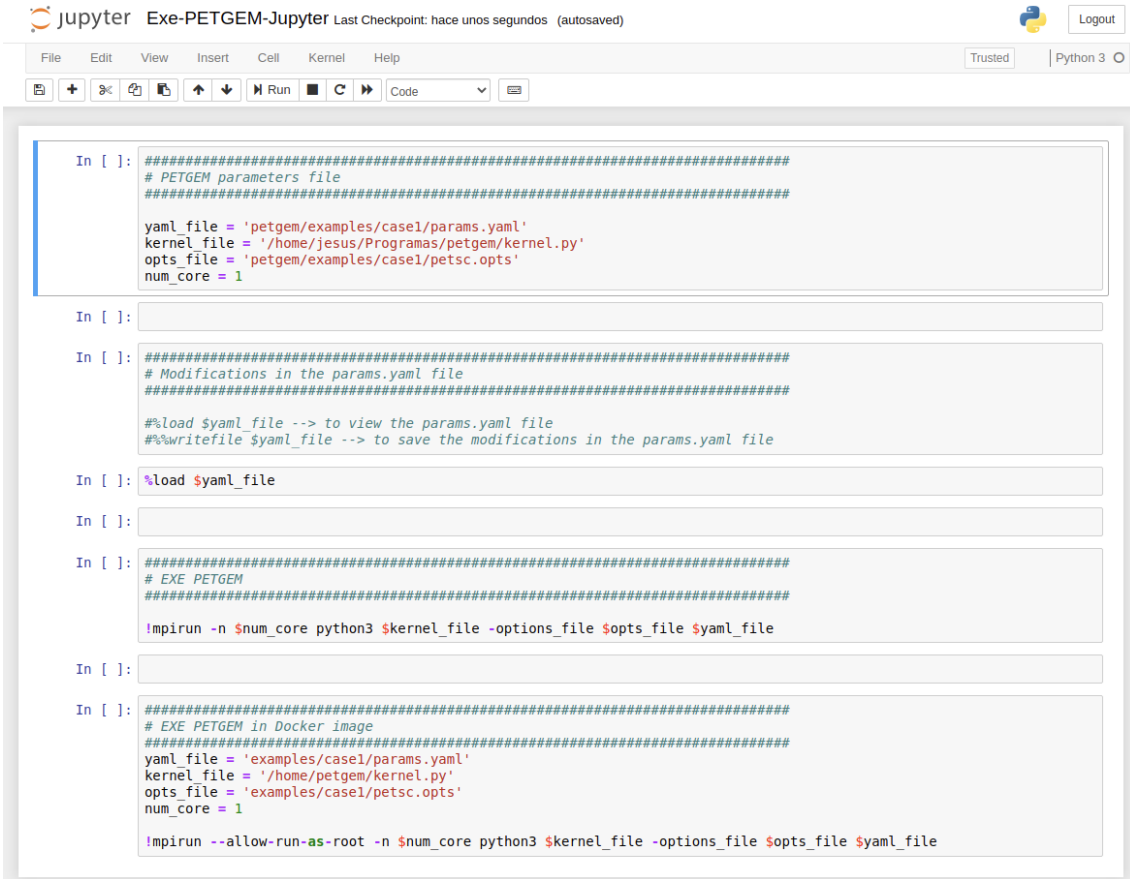 jupyter Exe-PETGEM-Jupyter Last Checkpoint: hace unos segundos (autosaved)
Logout
File Edit View Insert Cell Kernel Help
Trusted
Python 3
Run
Code
In [ ]: ###############################################################################
# PETGEM parameters file
###############################################################################
yaml_file = 'petgem/examples/case1/params.yaml'
kernel_file = '/home/jesus/Programas/petgem/kernel.py'
opts_file = 'petgem/examples/case1/petsc.opts'
num_core = 1
In [ ]:
In [ ]: ###############################################################################
# Modifications in the params.yaml file
###############################################################################
#%load $yaml_file --> to view the params.yaml file
#%%writefile $yaml_file --> to save the modifications in the params.yaml file
In [ ]: %load $yaml_file
In [ ]:
In [ ]: ###############################################################################
# EXE PETGEM
###############################################################################
!mpirun -n $num_core python3 $kernel_file -options_file $opts_file $yaml_file
In [ ]:
In [ ]: ###############################################################################
# EXE PETGEM in Docker image
###############################################################################
yaml_file = 'examples/case1/params.yaml'
kernel_file = '/home/petgem/kernel.py'
opts_file = 'examples/case1/petsc.opts'
num_core = 1
!mpirun --allow-run-as-root -n $num_core python3 $kernel_file -options_file $opts_file $yaml_file